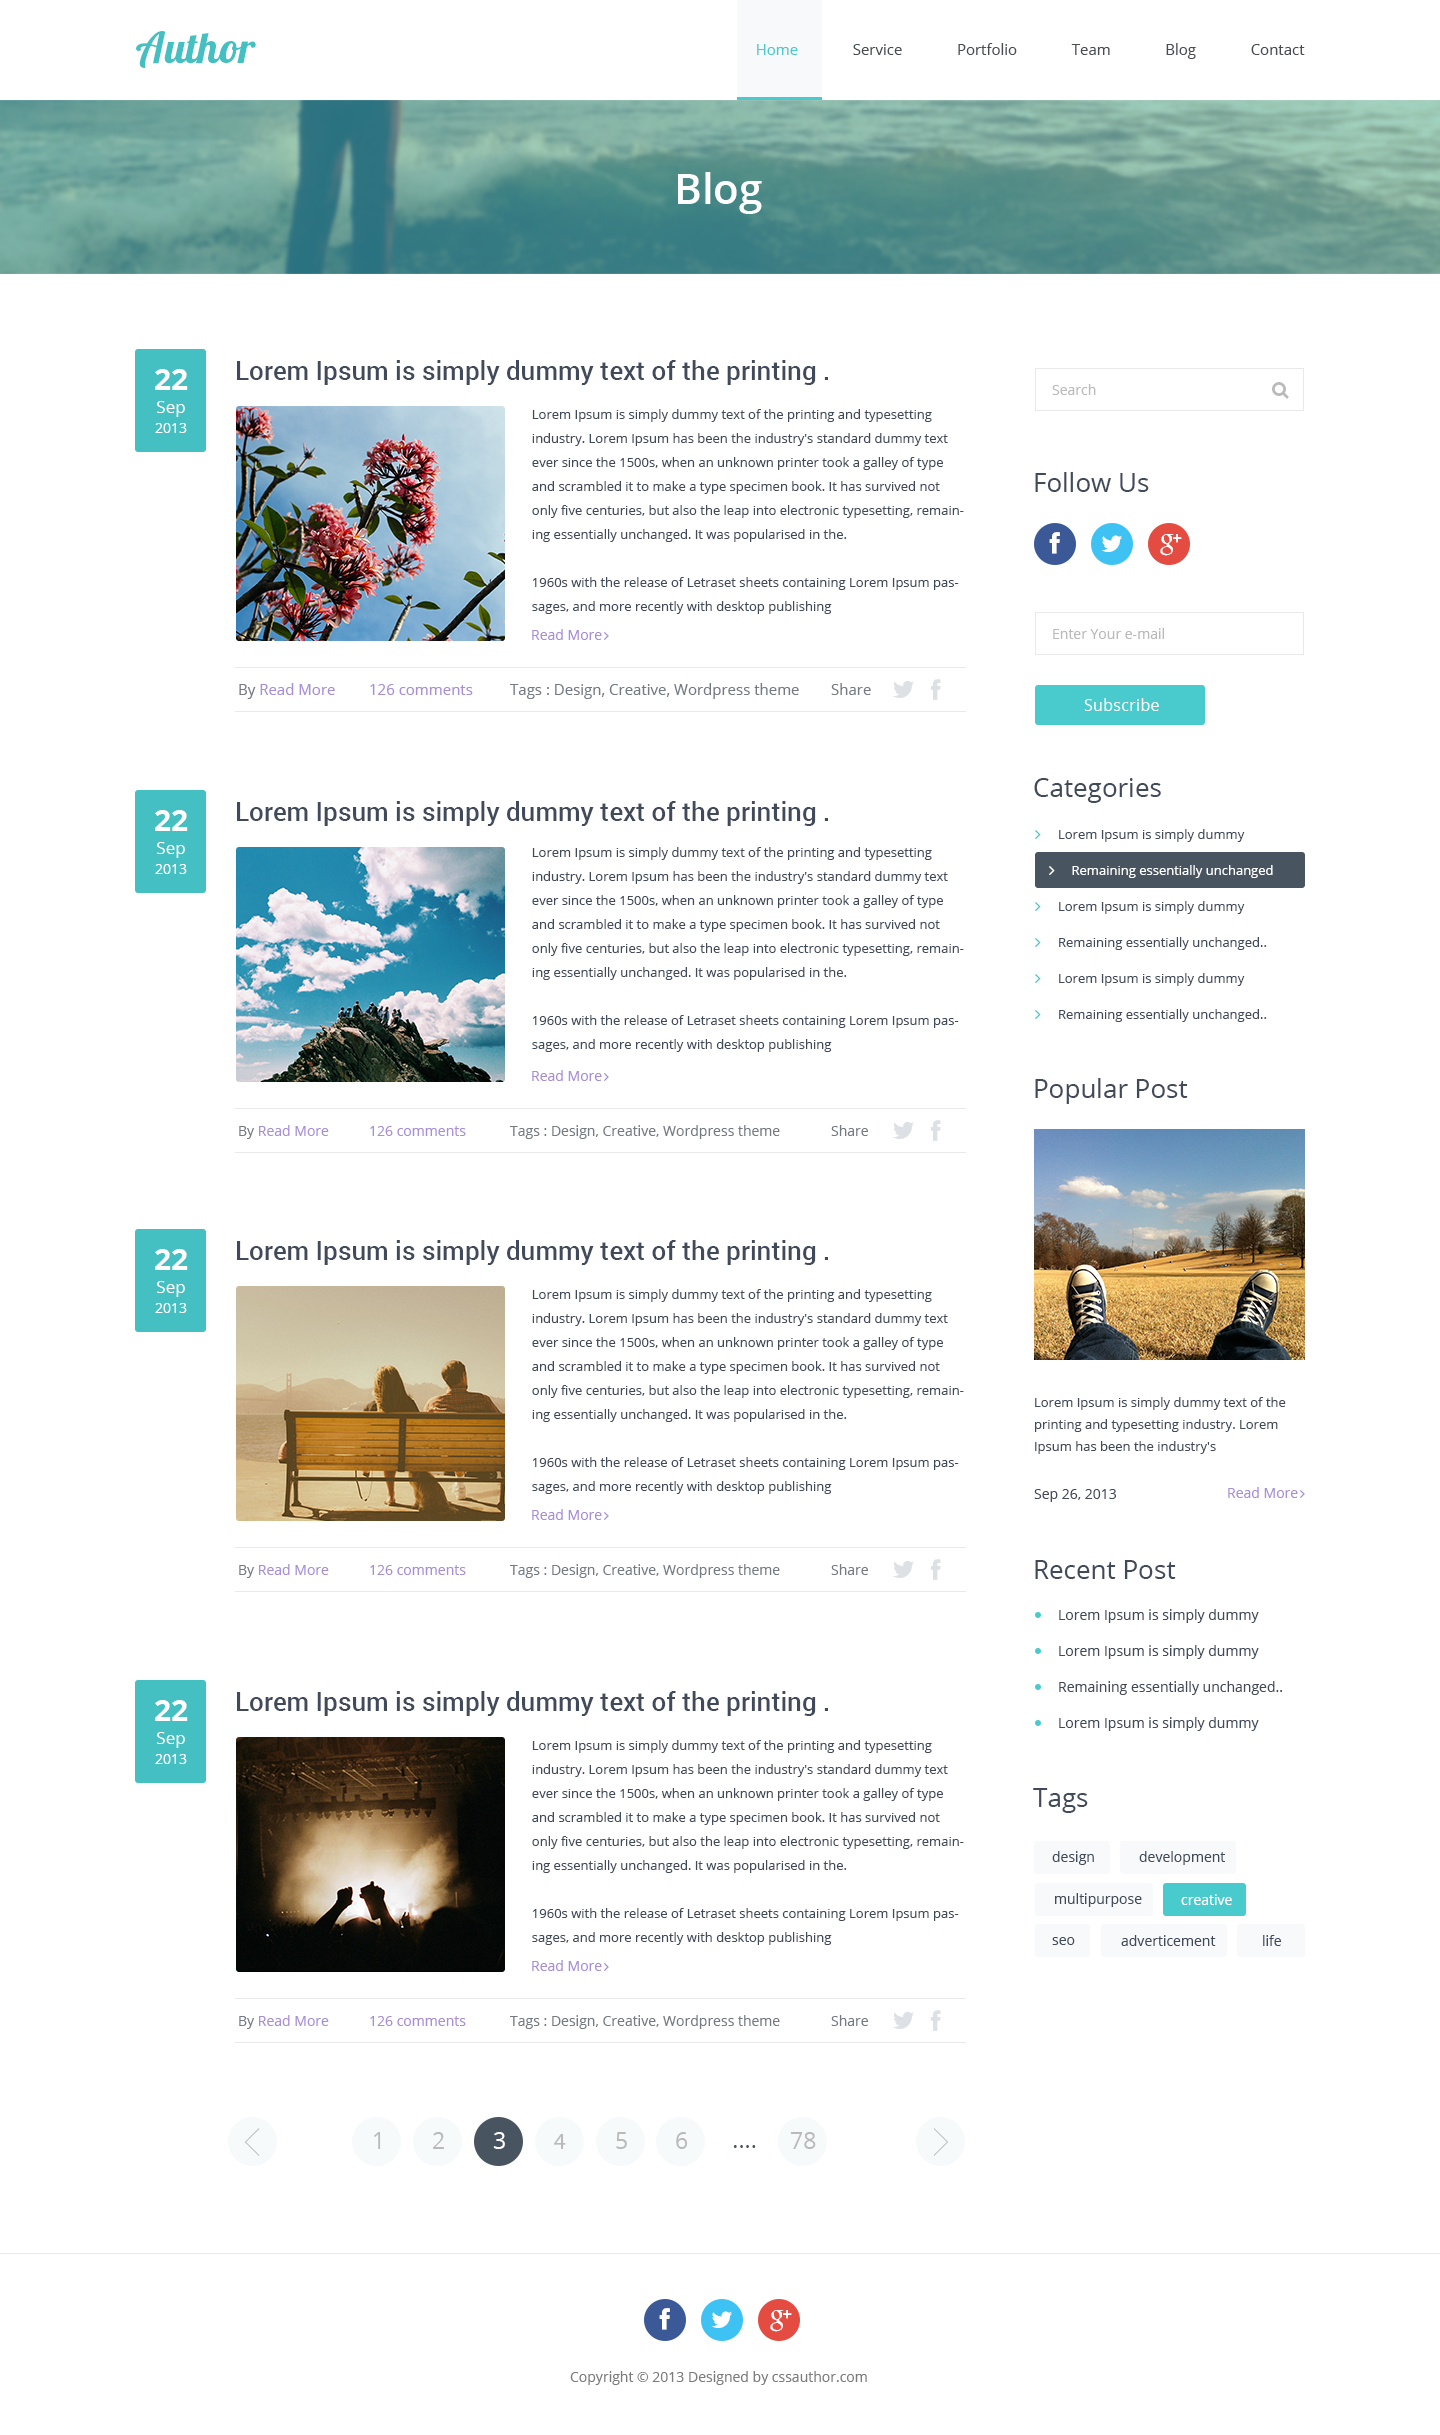 Author
Home Service Portfolio Team Blog Contact
Blog
22
Sep
2013
Lorem Ipsum is simply dummy text of the printing .
Lorem Ipsum is simply dummy text of the printing and typesetting
industry. Lorem Ipsum has been the industry's standard dummy text
ever since the 1500s, when an unknown printer took a galley of type
and scrambled it to make a type specimen book. It has survived not
only five centuries, but also the leap into electronic typesetting, remain-
ing essentially unchanged. It was popularised in the.
1960s with the release of Letraset sheets containing Lorem Ipsum pas-
sages, and more recently with desktop publishing
Read More
By Read More 126 comments Tags : Design, Creative, Wordpress theme Share
22
Sep
2013
Lorem Ipsum is simply dummy text of the printing .
Lorem Ipsum is simply dummy text of the printing and typesetting
industry. Lorem Ipsum has been the industry's standard dummy text
ever since the 1500s, when an unknown printer took a galley of type
and scrambled it to make a type specimen book. It has survived not
only five centuries, but also the leap into electronic typesetting, remain-
ing essentially unchanged. It was popularised in the.
1960s with the release of Letraset sheets containing Lorem Ipsum pas-
sages, and more recently with desktop publishing
Read More
By Read More 126 comments Tags : Design, Creative, Wordpress theme Share
22
Sep
2013
Lorem Ipsum is simply dummy text of the printing .
Lorem Ipsum is simply dummy text of the printing and typesetting
industry. Lorem Ipsum has been the industry's standard dummy text
ever since the 1500s, when an unknown printer took a galley of type
and scrambled it to make a type specimen book. It has survived not
only five centuries, but also the leap into electronic typesetting, remain-
ing essentially unchanged. It was popularised in the.
1960s with the release of Letraset sheets containing Lorem Ipsum pas-
sages, and more recently with desktop publishing
Read More
By Read More 126 comments Tags : Design, Creative, Wordpress theme Share
22
Sep
2013
Lorem Ipsum is simply dummy text of the printing .
Lorem Ipsum is simply dummy text of the printing and typesetting
industry. Lorem Ipsum has been the industry's standard dummy text
ever since the 1500s, when an unknown printer took a galley of type
and scrambled it to make a type specimen book. It has survived not
only five centuries, but also the leap into electronic typesetting, remain-
ing essentially unchanged. It was popularised in the.
1960s with the release of Letraset sheets containing Lorem Ipsum pas-
sages, and more recently with desktop publishing
Read More
By Read More 126 comments Tags : Design, Creative, Wordpress theme Share
1 2 3 4 5 6 .... 78
Search
Follow Us
f g+
Enter Your e-mail
Subscribe
Categories
Lorem Ipsum is simply dummy
Remaining essentially unchanged
Lorem Ipsum is simply dummy
Remaining essentially unchanged..
Lorem Ipsum is simply dummy
Remaining essentially unchanged..
Popular Post
Lorem Ipsum is simply dummy text of the
printing and typesetting industry. Lorem
Ipsum has been the industry's
Sep 26, 2013 Read More
Recent Post
Lorem Ipsum is simply dummy
Lorem Ipsum is simply dummy
Remaining essentially unchanged..
Lorem Ipsum is simply dummy
Tags
design development
multipurpose creative
seo adverticement life
f g+
Copyright © 2013 Designed by cssauthor.com